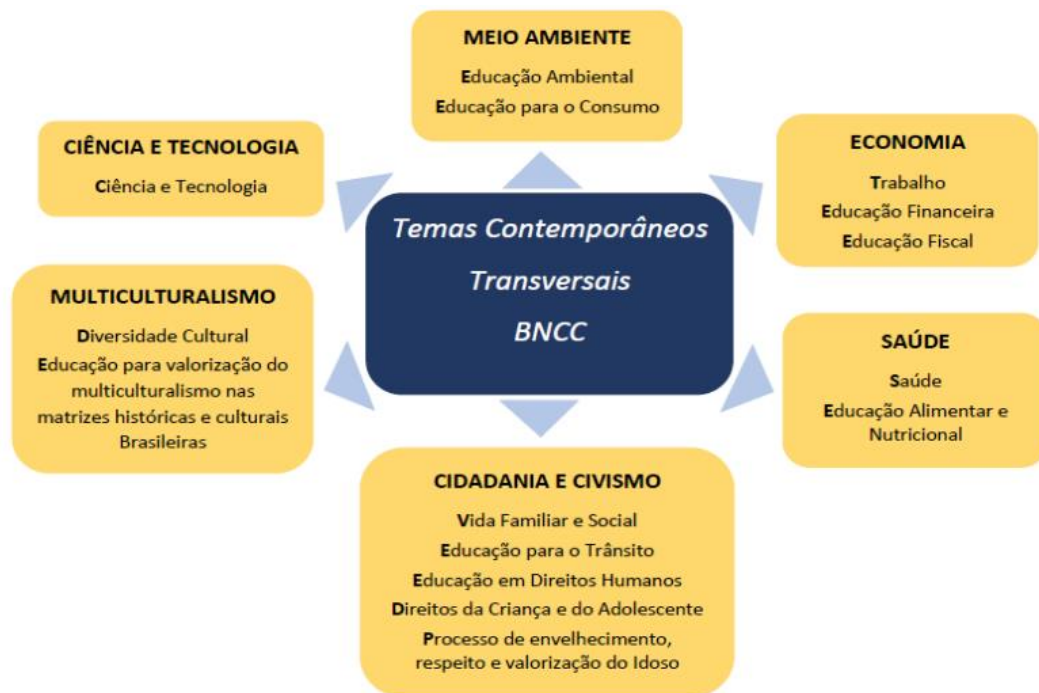 MEIO AMBIENTE
Educação Ambiental
Educação para o Consumo
CIÊNCIA E TECNOLOGIA
Ciência e Tecnologia
ECONOMIA
Trabalho
Educação Financeira
Educação Fiscal
Temas Contemporâneos
Transversais
BNCC
MULTICULTURALISMO
Diversidade Cultural
Educação para valorização do
multiculturalismo nas
matrizes históricas e culturais
Brasileiras
SAÚDE
Saúde
Educação Alimentar e
Nutricional
CIDADANIA E CIVISMO
Vida Familiar e Social
Educação para o Trânsito
Educação em Direitos Humanos
Direitos da Criança e do Adolescente
Processo de envelhecimento,
respeito e valorização do Idoso